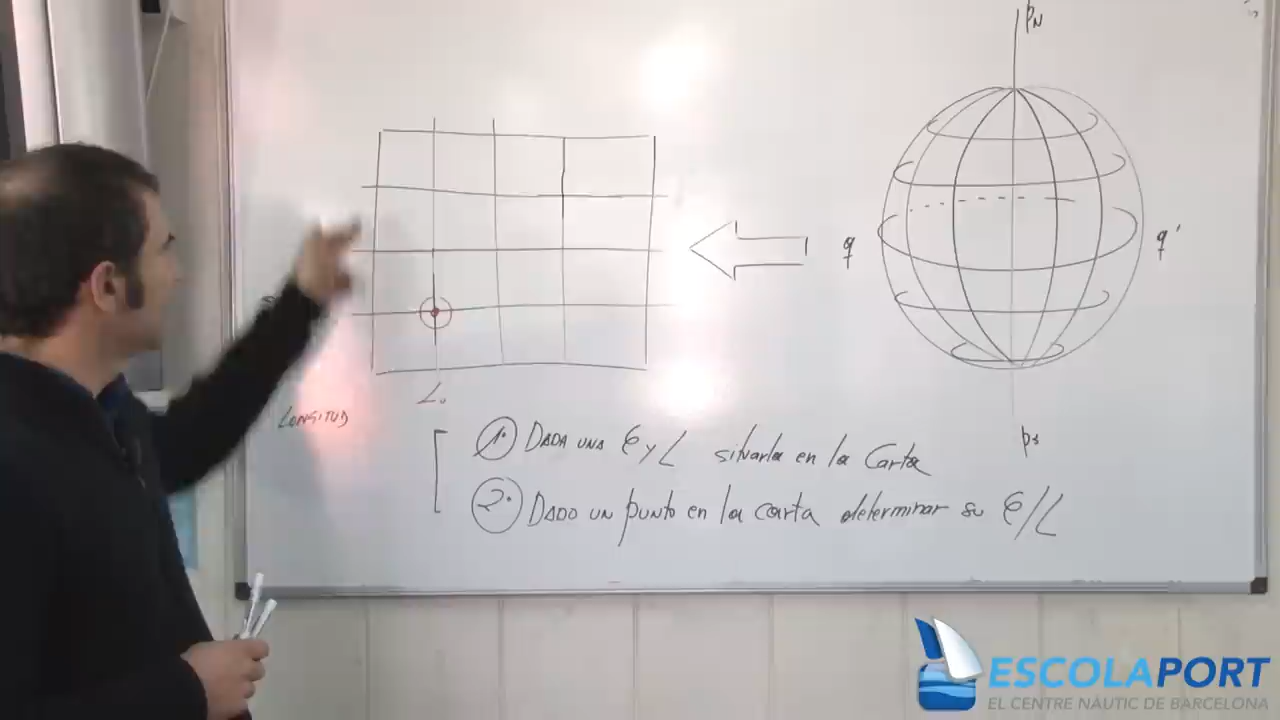 PN
q
q'
L.
LONGITUD
Ps
1º DADA UNA φ y L situarla en la Carta
2º DADO UN punto en la carta determinar su φ/L
ESCOLAPORT
EL CENTRE NÀUTIC DE BARCELONA